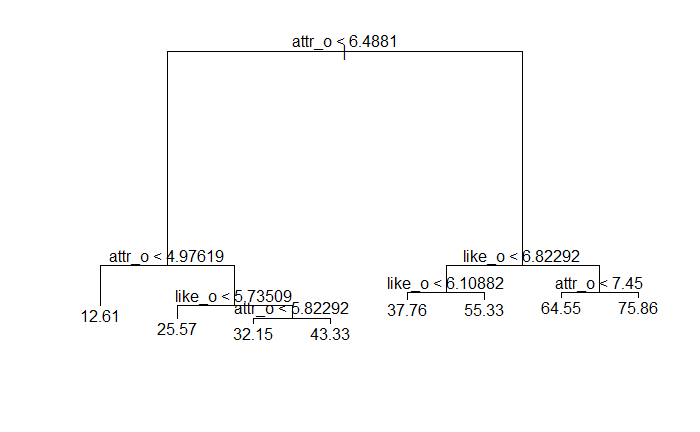 attr_o < 6.4881
attr_o < 4.97619
like_o < 6.82292
like_o < 6.10882
attr_o < 7.45
like_o < 5.73509
attr_o < 5.82292
12.61
25.57
32.15
43.33
37.76
55.33
64.55
75.86